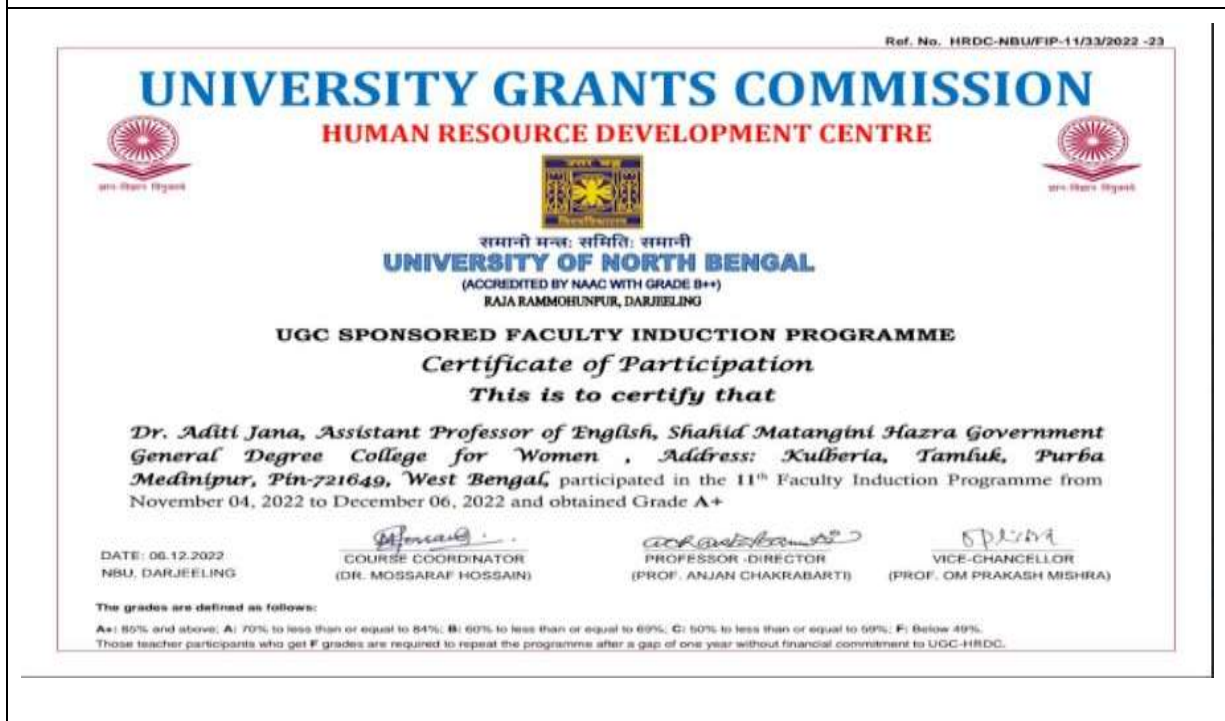 Ref. No. HRDC-NBU/FIP-11/33/2022 -23
UNIVERSITY GRANTS COMMISSION
HUMAN RESOURCE DEVELOPMENT CENTRE
ज्ञान-विज्ञान विमुक्तये
ज्ञान-विज्ञान विमुक्तये
समानो मन्त्रः समितिः समानी
UNIVERSITY OF NORTH BENGAL
(ACCREDITED BY NAAC WITH GRADE B++)
RAJA RAMMOHUNPUR, DARJEELING
UGC SPONSORED FACULTY INDUCTION PROGRAMME
Certificate of Participation
This is to certify that
Dr. Aditi Jana, Assistant Professor of English, Shahid Matangini Hazra Government
General Degree College for Women , Address: Kulberia, Tamluk, Purba
Medinipur, Pin-721649, West Bengal, participated in the 11th Faculty Induction Programme from
November 04, 2022 to December 06, 2022 and obtained Grade A+
DATE: 06.12.2022
NBU, DARJEELING
COURSE COORDINATOR
(DR. MOSSARAF HOSSAIN)
PROFESSOR -DIRECTOR
(PROF. ANJAN CHAKRABARTI)
VICE-CHANCELLOR
(PROF. OM PRAKASH MISHRA)
The grades are defined as follows:
A+: 85% and above; A: 70% to less than or equal to 84%; B: 60% to less than or equal to 69%; C: 50% to less than or equal to 59%; F: Below 49%.
Those teacher participants who get F grades are required to repeat the programme after a gap of one year without financial commitment to UGC-HRDC.